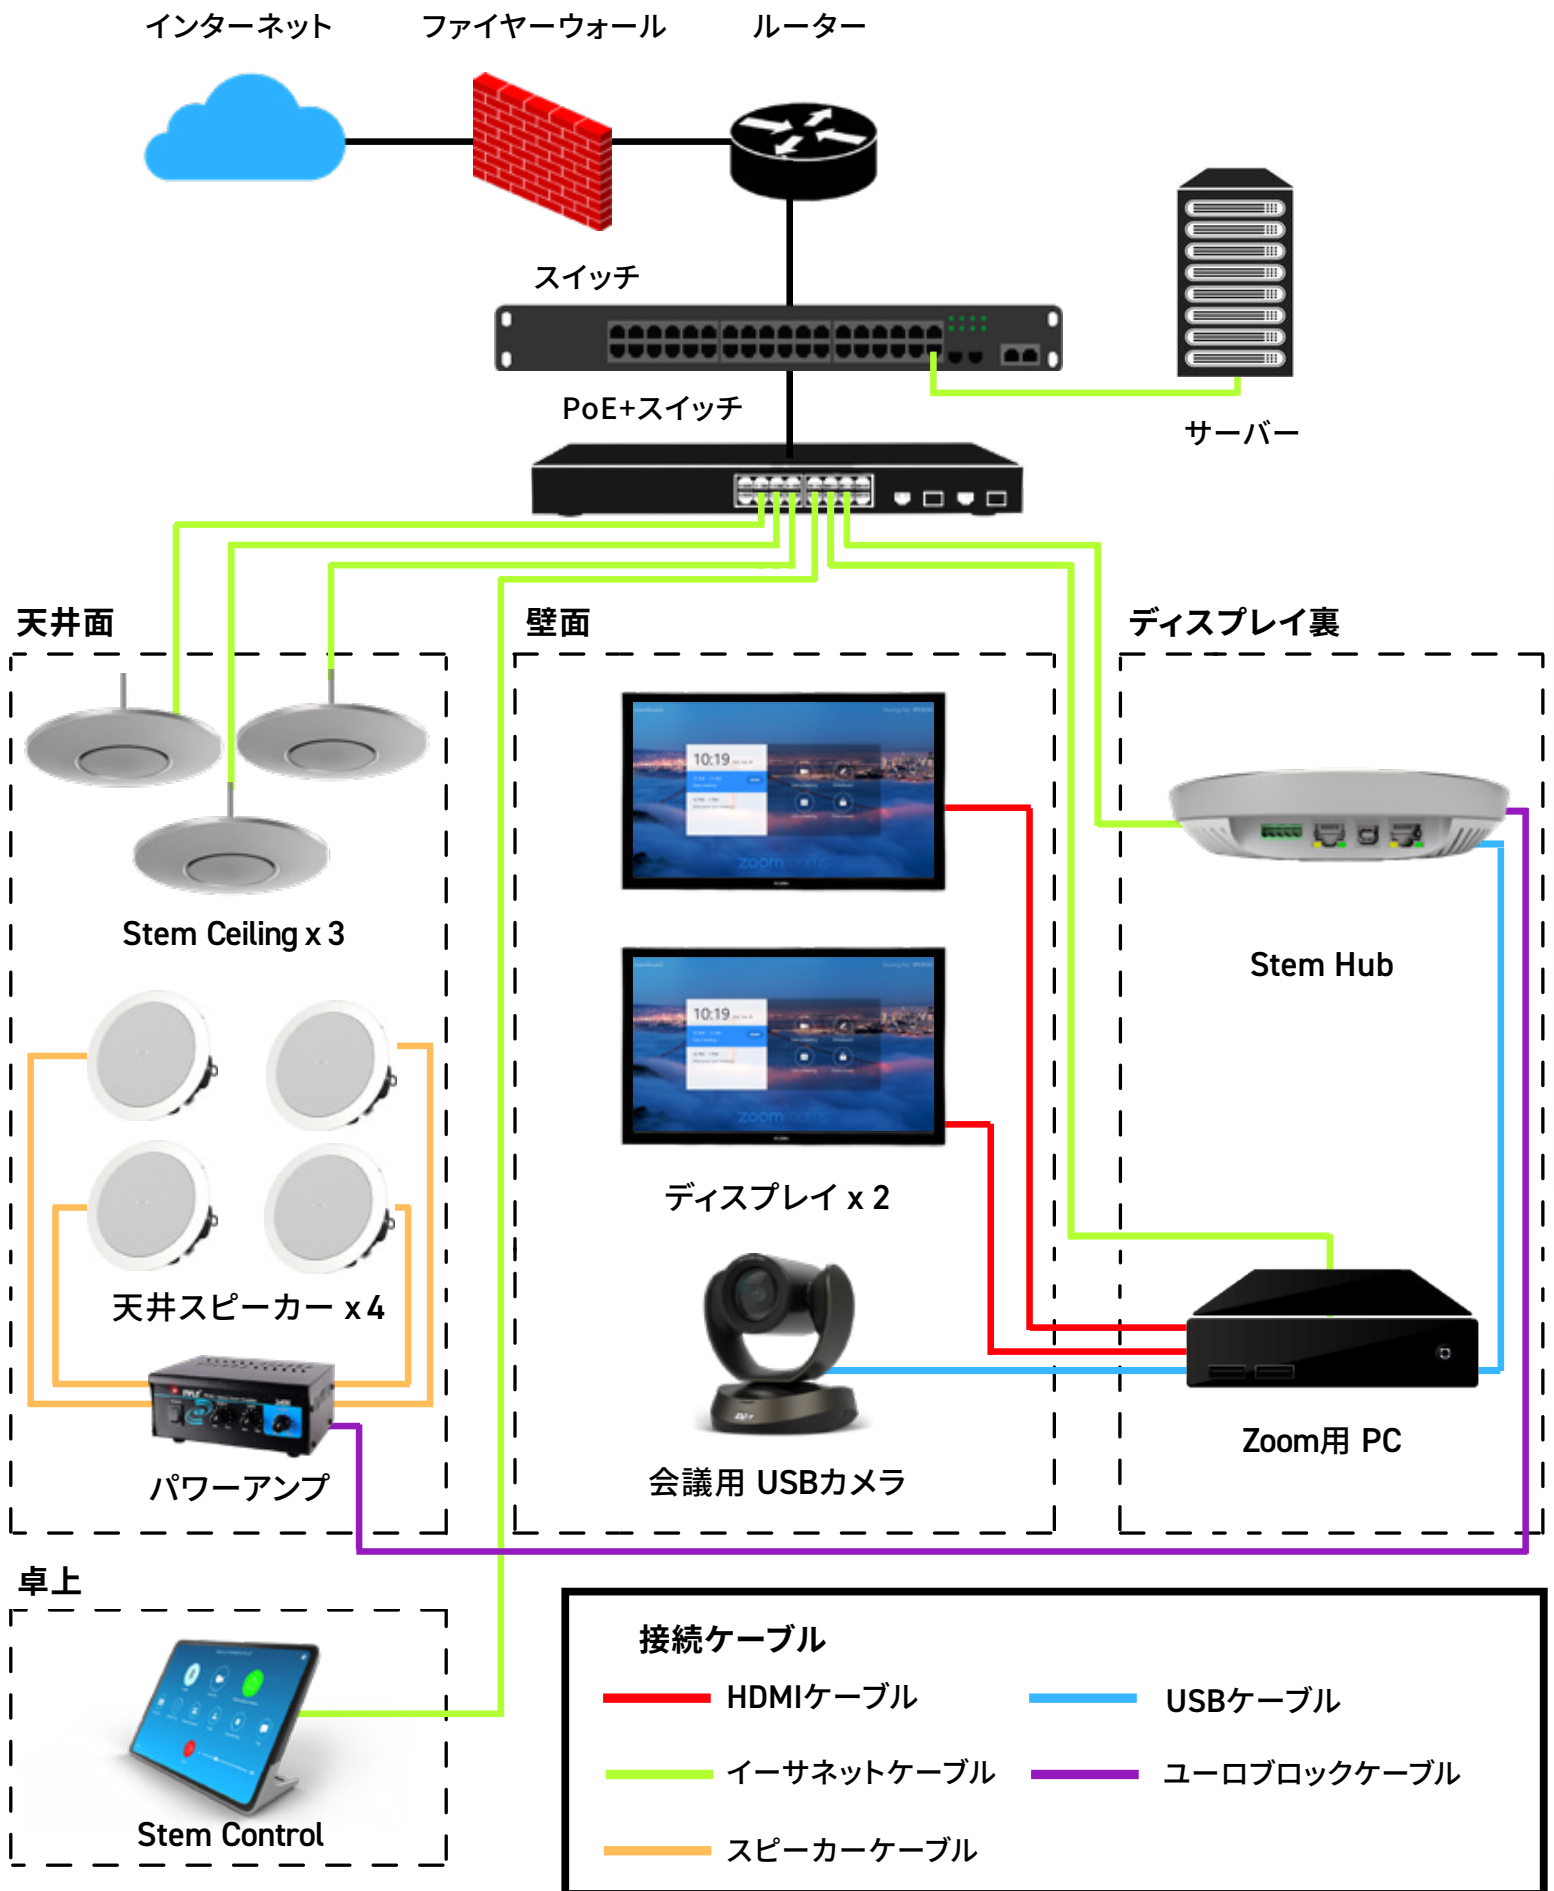 インターネット
ファイヤーウォール
ルーター
スイッチ
PoE+スイッチ
サーバー
天井面
壁面
ディスプレイ裏
10:19
zoomrooms
Stem Ceiling x 3
Stem Hub
10:19
zoomrooms
ディスプレイ x 2
天井スピーカー x 4
パワーアンプ
会議用 USBカメラ
Zoom用 PC
卓上
Stem Control
接続ケーブル
HDMIケーブル
USBケーブル
イーサネットケーブル
ユーロブロックケーブル
スピーカーケーブル